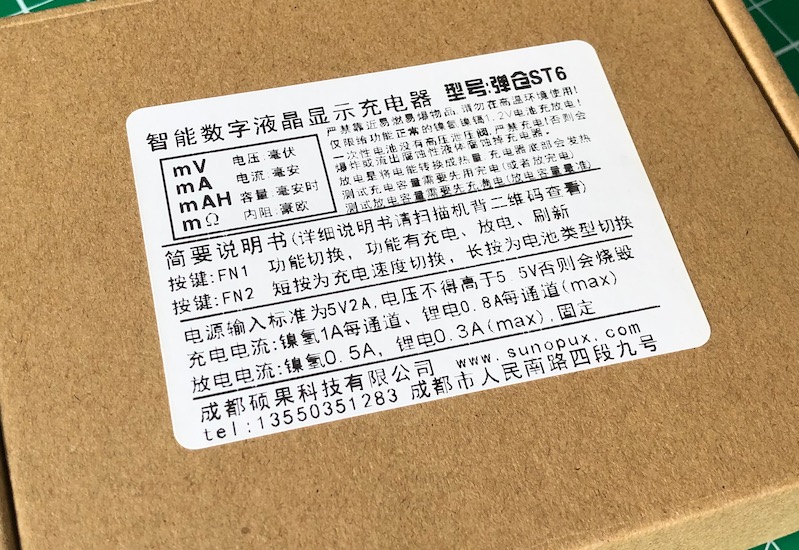 智能数字液晶显示充电器 型号:弹仓ST6
mV 电压:毫伏
mA 电流:毫安
mAH 容量:毫安时
mΩ 内阻:豪欧
严禁靠近易燃易爆物品,请勿在高温环境使用!
仅限给功能正常的镍氢镍镉1.2V电池充放电!
一次性电池没有高压泄压阀,严禁充电!否则会
爆炸或流出腐蚀性液体腐蚀掉充电器。
放电是将电能转换成热量,充电器底部会发热
测试充电容量需要先用充电(或者放完电)
测试放电容量需要先充满电(放电容量最准)
简要说明书(详细说明书请扫描机背二维码查看)
按键:FN1 功能切换,功能有充电、放电、刷新
按键:FN2 短按为充电速度切换,长按为电池类型切换
电源输入标准为5V2A,电压不得高于5 5V否则会烧毁
充电电流:镍氢1A每通道、锂电0.8A每通道(max)
放电电流:镍氢0.5A,锂电0.3A(max),固定
成都硕果科技有限公司 www.sunopux.com
tel:13550351283 成都市人民南路四段九号